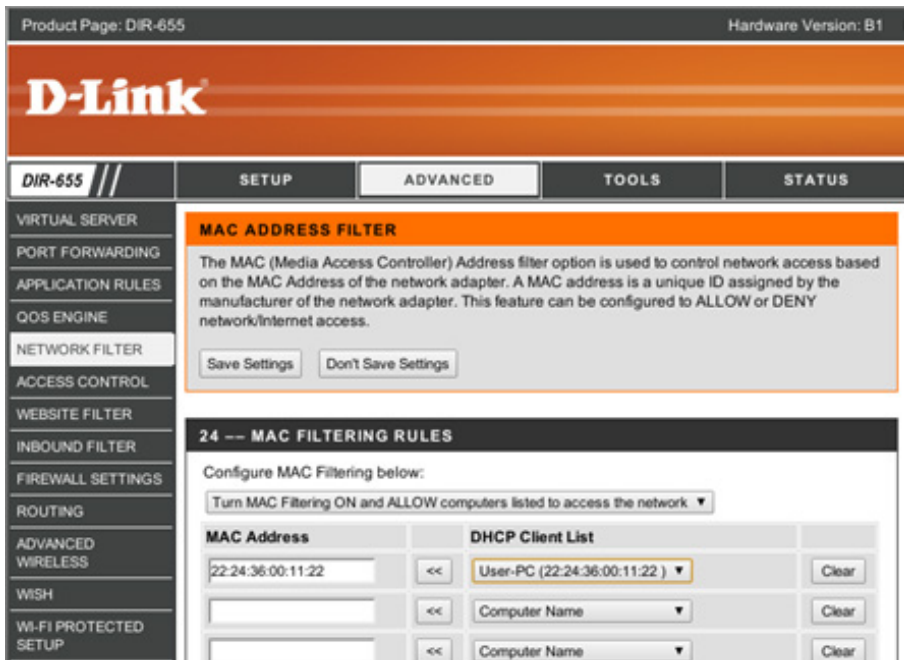 Product Page: DIR-655 Hardware Version: B1
D-Link
DIR-655 SETUP ADVANCED TOOLS STATUS
VIRTUAL SERVER
PORT FORWARDING
APPLICATION RULES
QOS ENGINE
NETWORK FILTER
ACCESS CONTROL
WEBSITE FILTER
INBOUND FILTER
FIREWALL SETTINGS
ROUTING
ADVANCED
WIRELESS
WISH
WI-FI PROTECTED
SETUP
MAC ADDRESS FILTER
The MAC (Media Access Controller) Address filter option is used to control network access based
on the MAC Address of the network adapter. A MAC address is a unique ID assigned by the
manufacturer of the network adapter. This feature can be configured to ALLOW or DENY
network/Internet access.
Save Settings Don't Save Settings
24 –– MAC FILTERING RULES
Configure MAC Filtering below:
Turn MAC Filtering ON and ALLOW computers listed to access the network
MAC Address DHCP Client List
22:24:36:00:11:22 << User-PC (22:24:36:00:11:22 ) Clear
<< Computer Name Clear
<< Computer Name Clear